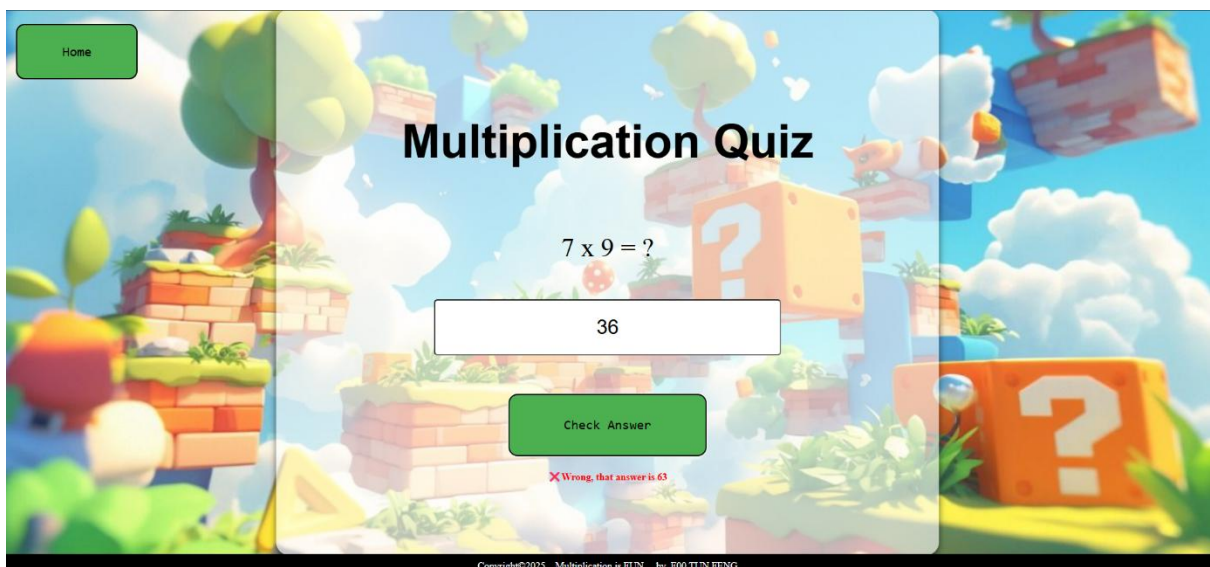 Home
Multiplication Quiz
7 x 9 = ?
?
36
Check Answer
?
❌ Wrong, that answer is 63
Copyright©2025 Multiplication is FUN by FOO TUN FENG